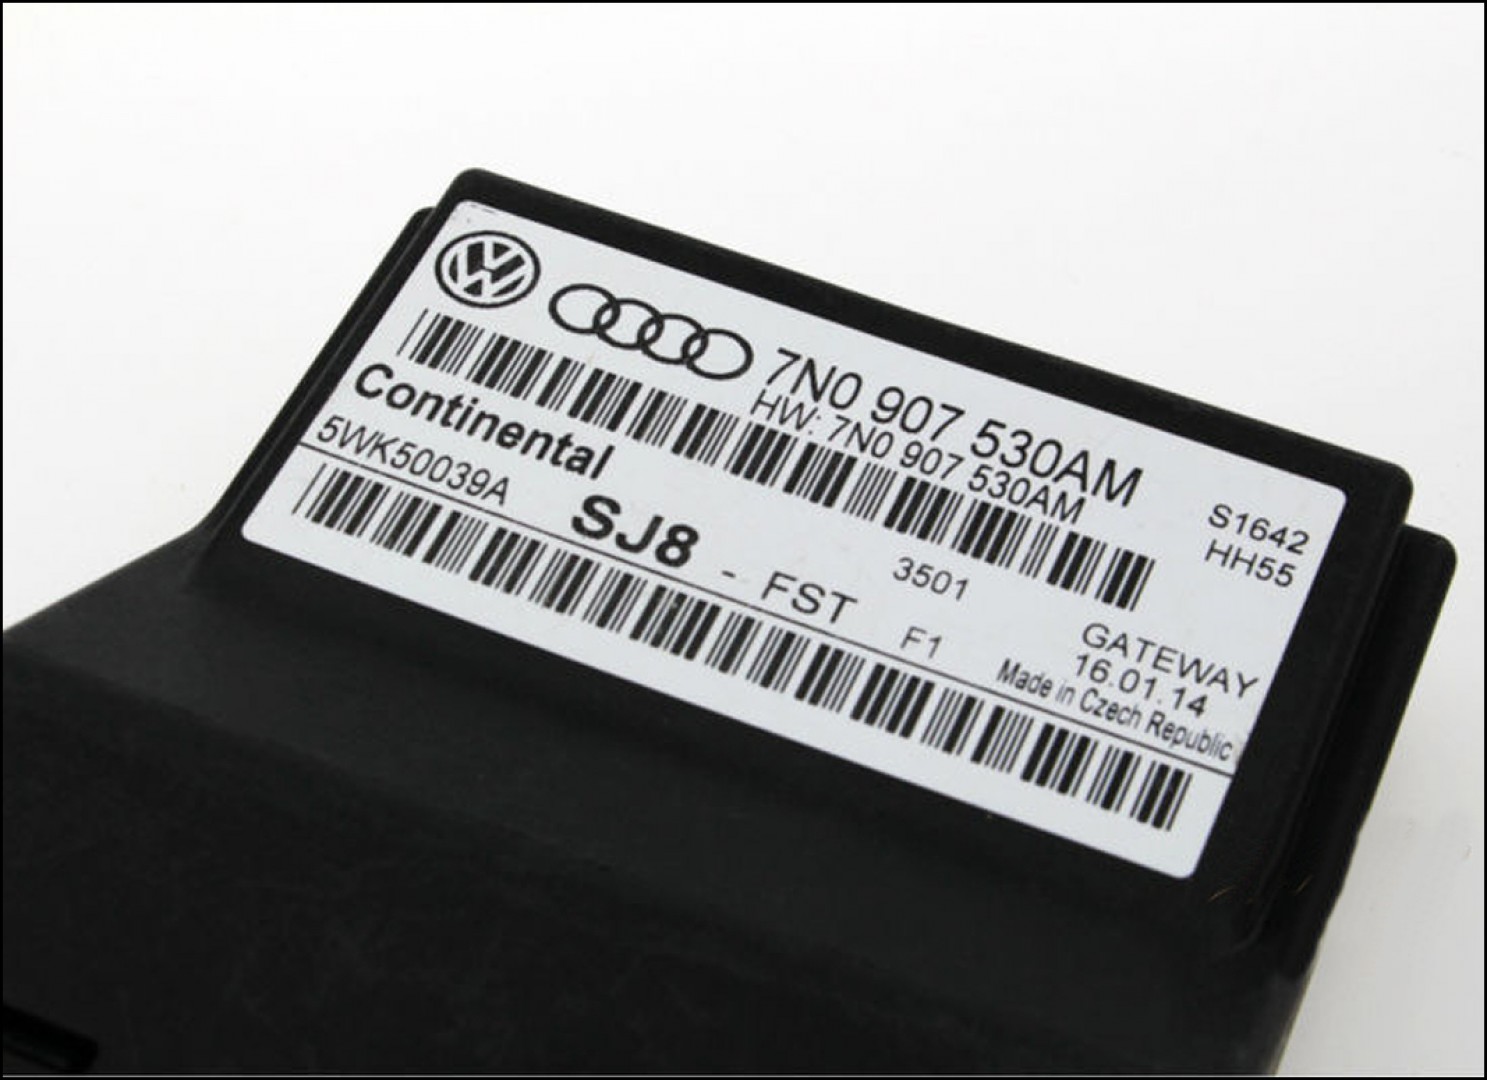 7N0 907 530AM
HW: 7N0 907 530AM
S1642
HH55
Continental
5WK50039A
SJ8 - FST
3501
F1
GATEWAY
16.01.14
Made in Czech Republic